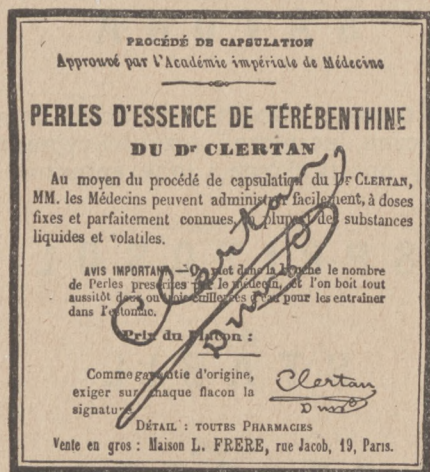 PROCÉDÉ DE CAPSULATION
Approuvé par l'Académie impériale de Médecine
PERLES D'ESSENCE DE TÉRÉBENTHINE
DU Dr CLERTAN
Au moyen du procédé de capsulation du Dr CLERTAN,
MM. les Médecins peuvent administrer facilement, à doses
fixes et parfaitement connues, la plupart des substances
liquides et volatiles.
AVIS IMPORTANT. — On met dans la bouche le nombre
de Perles prescrites par le médecin, et l'on boit tout
aussitôt deux ou trois cuillerées d'eau pour les entraîner
dans l'estomac.
Prix du Flacon :
Clertan
Comme garantie d'origine,
exiger sur chaque flacon la
signature
Clertan
DÉTAIL : TOUTES PHARMACIES
Vente en gros : Maison L. FRERE, rue Jacob, 19, Paris.